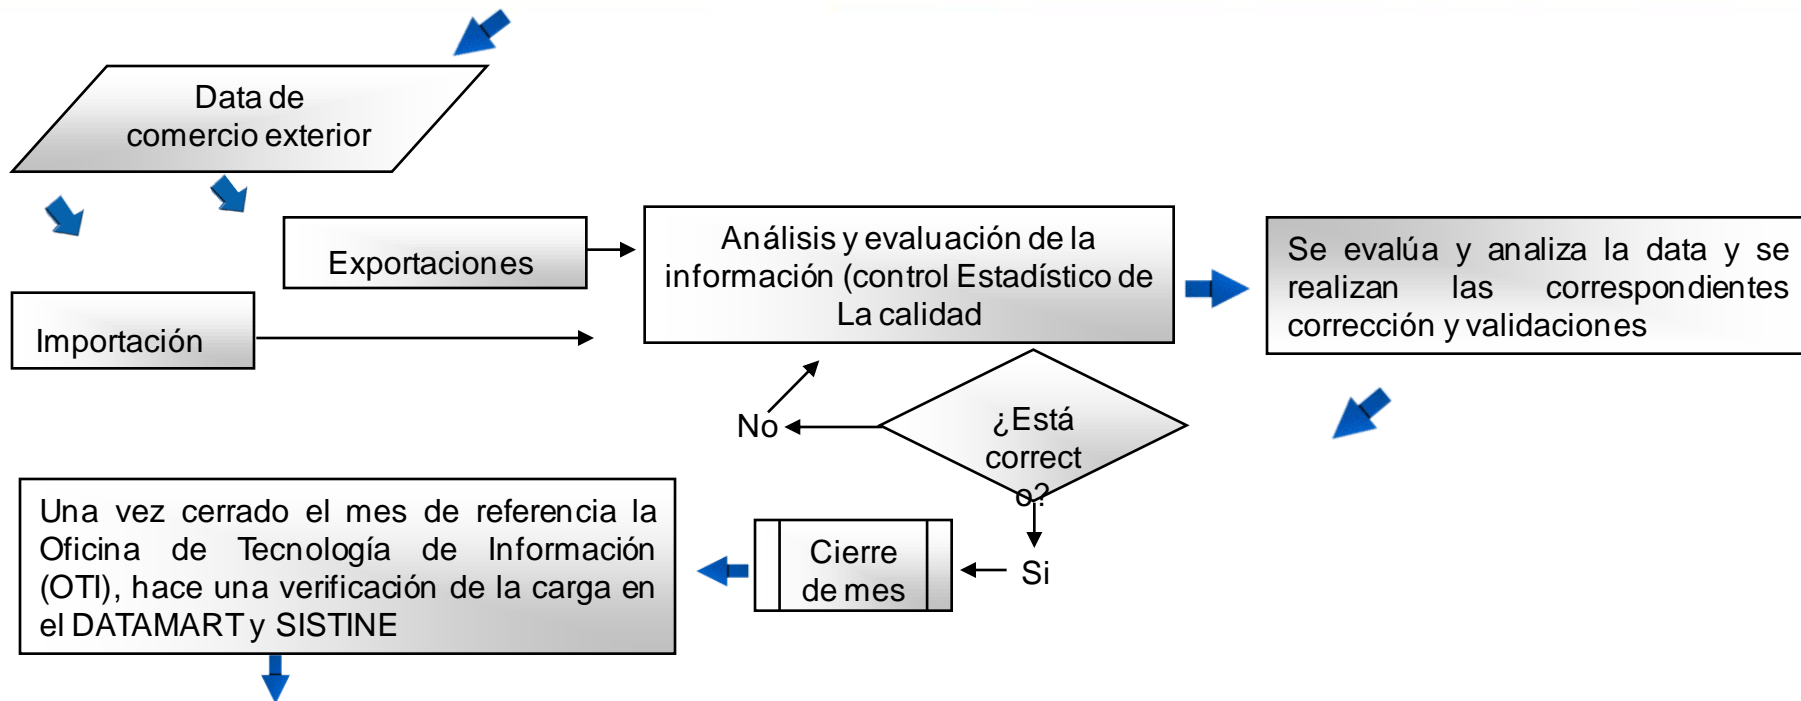 Data de
comercio exterior
Exportaciones
Importación
Análisis y evaluación de la
información (control Estadístico de
La calidad
Se evalúa y analiza la data y se
realizan las correspondientes
corrección y validaciones
¿Está
correct
o?
No
Si
Cierre
de mes
Una vez cerrado el mes de referencia la
Oficina de Tecnología de Información
(OTI), hace una verificación de la carga en
el DATAMART y SISTINE